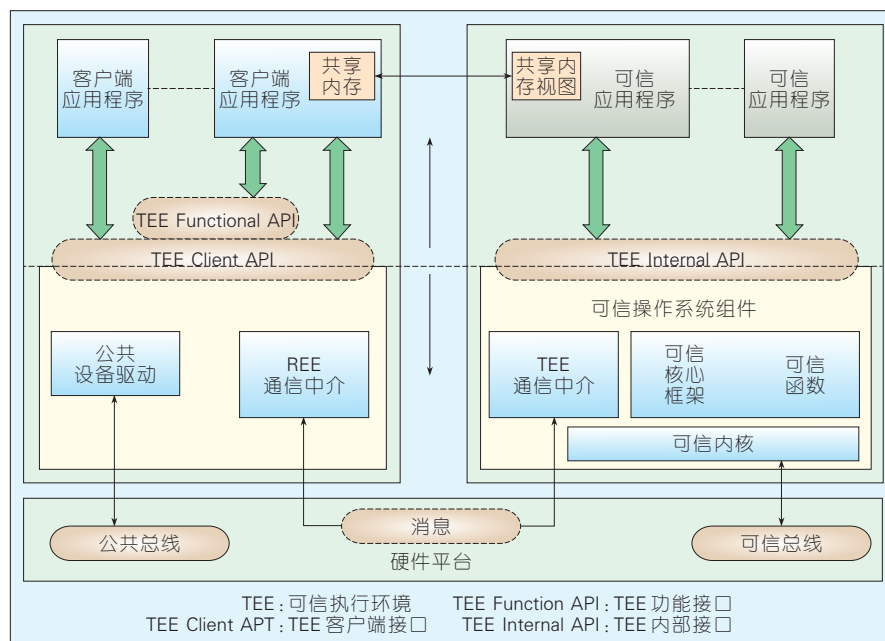 客户端
应用程序
客户端
应用程序
共享
内存
共享内
存视图
可信
应用程序
可信
应用程序
TEE Functional API
TEE Client API
TEE Internal API
可信操作系统组件
公共
设备驱动
REE
通信中介
TEE
通信中介
可信
核心
框架
可信
函数
可信内核
消息
公共总线
可信总线
硬件平台
TEE：可信执行环境 TEE Function API：TEE 功能接口
TEE Client APT：TEE 客户端接口 TEE Internal API：TEE 内部接口